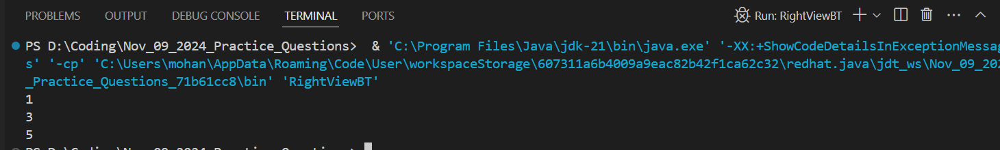 PROBLEMS OUTPUT DEBUG CONSOLE TERMINAL PORTS Run: RightViewBT
PS D:\Coding\Nov_09_2024_Practice_Questions> & 'C:\Program Files\Java\jdk-21\bin\java.exe' '-XX:+ShowCodeDetailsInExceptionMessag
s' '-cp' 'C:\Users\mohan\AppData\Roaming\Code\User\workspaceStorage\607311a6b4009a9eac82b42f1ca62c32\redhat.java\jdt_ws\Nov_09_202
_Practice_Questions_71b61cc8\bin' 'RightViewBT'
1
3
5
PS D:\Coding\Nov_09_2024_Practice_Questions>